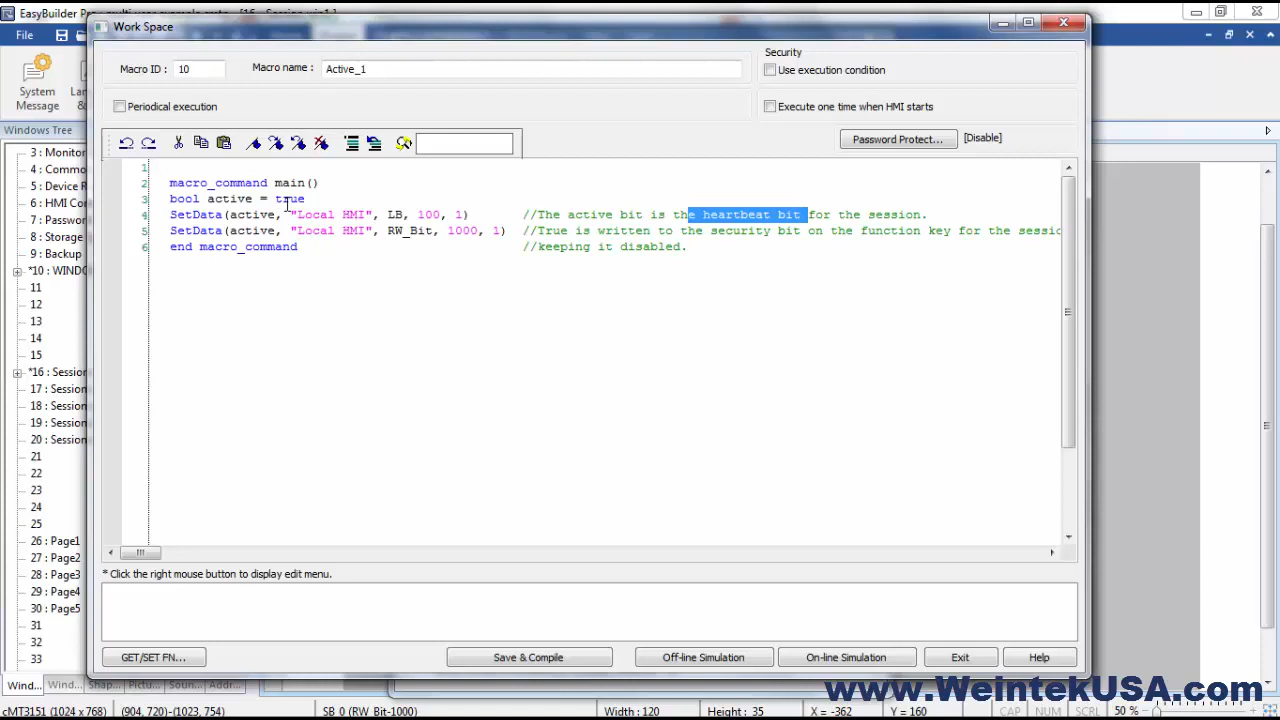 EasyBuilder Pro
Work Space
File
System
Message
Macro ID : 10
Macro name : Active_1
Security
Use execution condition
Periodical execution
Execute one time when HMI starts
Password Protect...
[Disable]
Windows Tree
3 : Monitor
4 : Commo
5 : Device R
6 : HMI Con
7 : Passwor
8 : Storage
9 : Backup
*10 : WINDO
11
12
13
14
15
*16 : Session
17 : Session
18 : Session
19 : Session
20 : Session
21
22
23
24
25
26 : Page1
27 : Page2
28 : Page3
29 : Page4
30 : Page5
31
32
33
1
2 macro_command main()
3 bool active = true
4 SetData(active, "Local HMI", LB, 100, 1) //The active bit is the heartbeat bit for the session.
5 SetData(active, "Local HMI", RW_Bit, 1000, 1) //True is written to the security bit on the function key for the sessio
6 end macro_command //keeping it disabled.
* Click the right mouse button to display edit menu.
GET/SET FN...
Save & Compile
Off-line Simulation
On-line Simulation
Exit
Help
Wind... Wind... Shap... Pictu... Soun... Addr...
www.WeintekUSA.com
cMT3151 (1024 x 768)
(904, 720)-(1023, 754)
SB 0 (RW_Bit-1000)
Width : 120
Height : 35
X = -362
Y = 160
CAP NUM SCRL 50 %